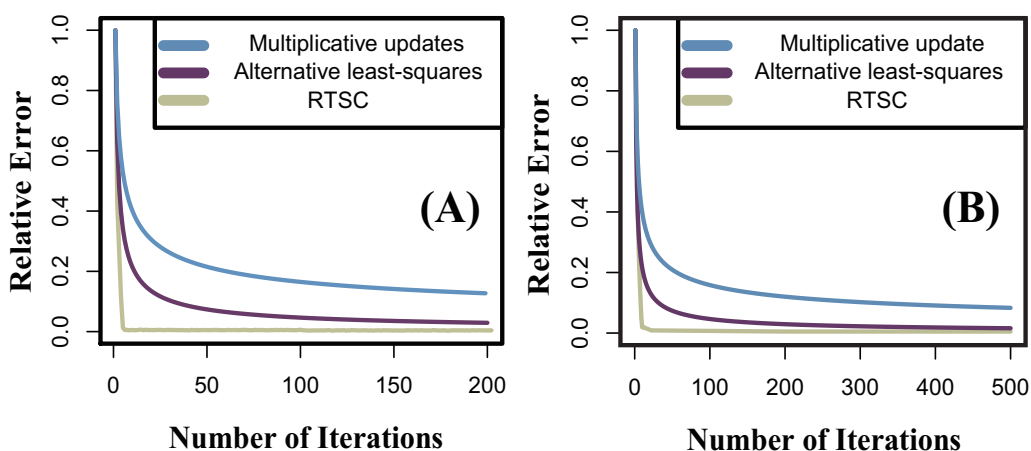 Multiplicative updates
Alternative least-squares
RTSC
(A)
Relative Error
0.0
0.2
0.4
0.6
0.8
1.0
0
50
100
150
200
Number of Iterations
Multiplicative update
Alternative least-squares
RTSC
(B)
Relative Error
0.0
0.2
0.4
0.6
0.8
1.0
0
100
200
300
400
500
Number of Iterations